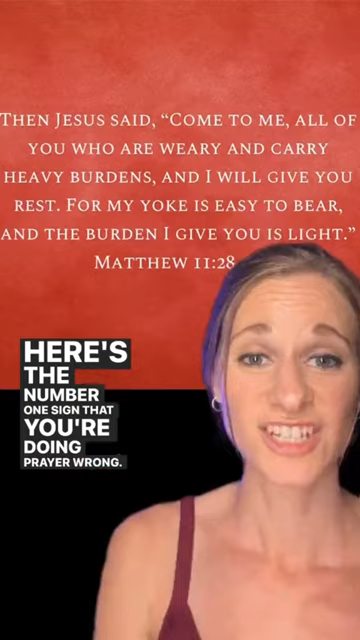 THEN JESUS SAID, “COME TO ME, ALL OF
YOU WHO ARE WEARY AND CARRY
HEAVY BURDENS, AND I WILL GIVE YOU
REST. FOR MY YOKE IS EASY TO BEAR,
AND THE BURDEN I GIVE YOU IS LIGHT.”
MATTHEW 11:28
HERE'S
THE
NUMBER
ONE SIGN THAT
YOU'RE
DOING
PRAYER WRONG.